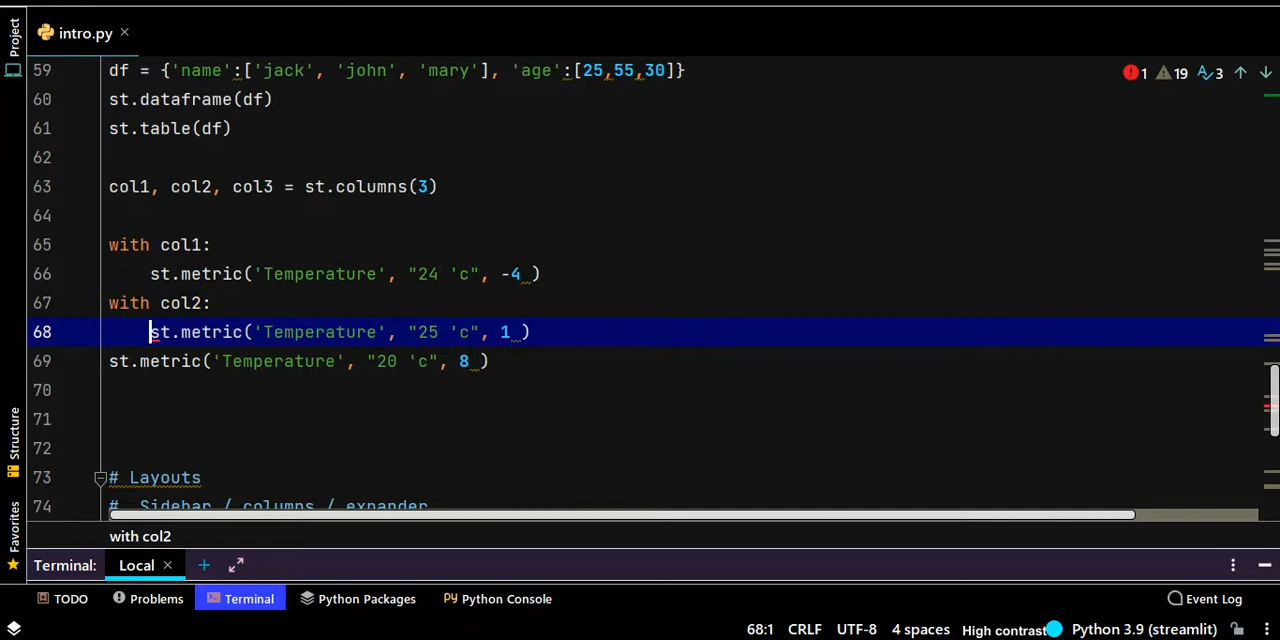 Project
intro.py
59 df = {'name':['jack', 'john', 'mary'], 'age':[25,55,30]}
1 19 3
60 st.dataframe(df)
61 st.table(df)
62
63 col1, col2, col3 = st.columns(3)
64
65 with col1:
66 st.metric('Temperature', "24 'c", -4 )
67 with col2:
68 st.metric('Temperature', "25 'c", 1 )
69 st.metric('Temperature', "20 'c", 8 )
70
71
72
73 # Layouts
74 # Sidebar / columns / expander
Structure
Favorites
with col2
Terminal: Local
TODO Problems Terminal Python Packages Python Console Event Log
68:1 CRLF UTF-8 4 spaces High contrast Python 3.9 (streamlit)